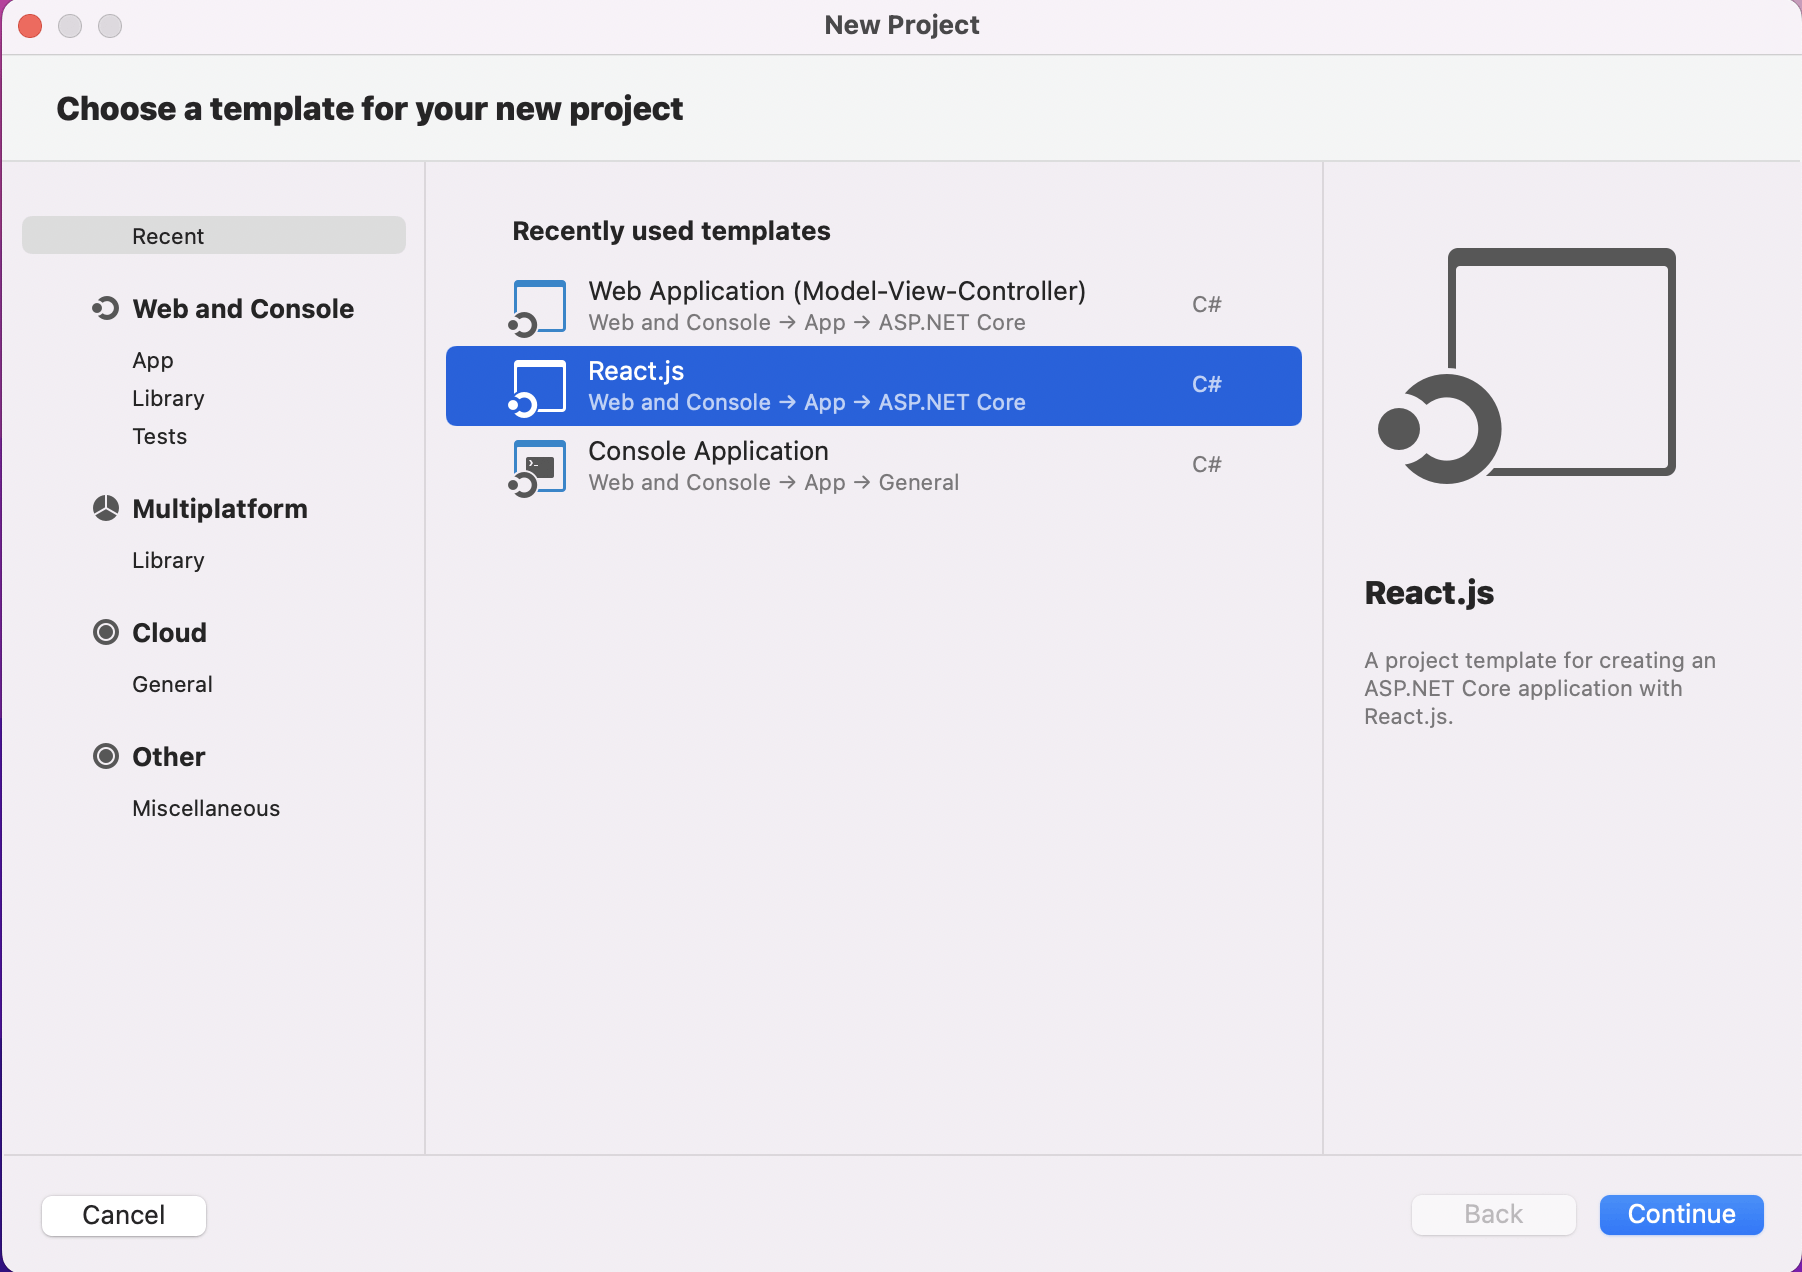 New Project
Choose a template for your new project
Recent
Web and Console
App
Library
Tests
Multiplatform
Library
Cloud
General
Other
Miscellaneous
Recently used templates
Web Application (Model-View-Controller)
Web and Console → App → ASP.NET Core
C#
React.js
Web and Console → App → ASP.NET Core
C#
Console Application
Web and Console → App → General
C#
React.js
A project template for creating an
ASP.NET Core application with
React.js.
Cancel
Back
Continue